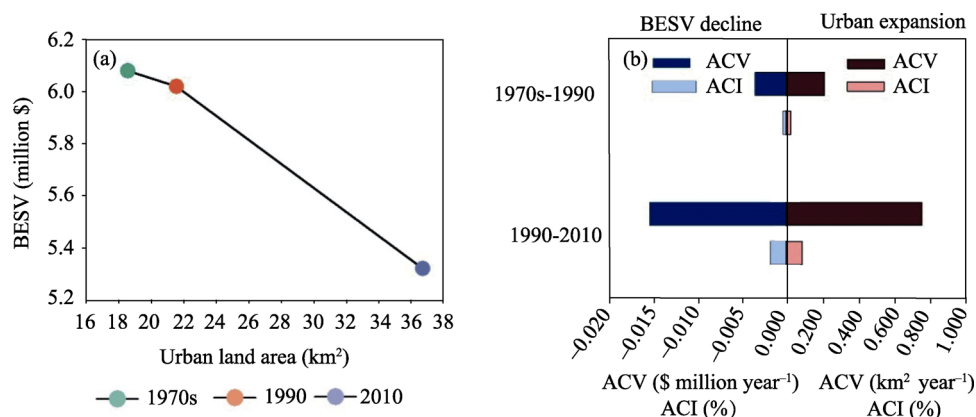 (a)
BESV (million $)
6.2
6.0
5.8
5.6
5.4
5.2
16 18 20 22 24 26 28 30 32 34 36 38
Urban land area (km²)
1970s 1990 2010
BESV decline Urban expansion
(b)
ACV ACV
ACI ACI
1970s-1990
1990-2010
−0.020 −0.015 −0.010 −0.005 0.000 0.200 0.400 0.600 0.800 1.000
ACV ($ million year⁻¹) ACV (km² year⁻¹)
ACI (%) ACI (%)